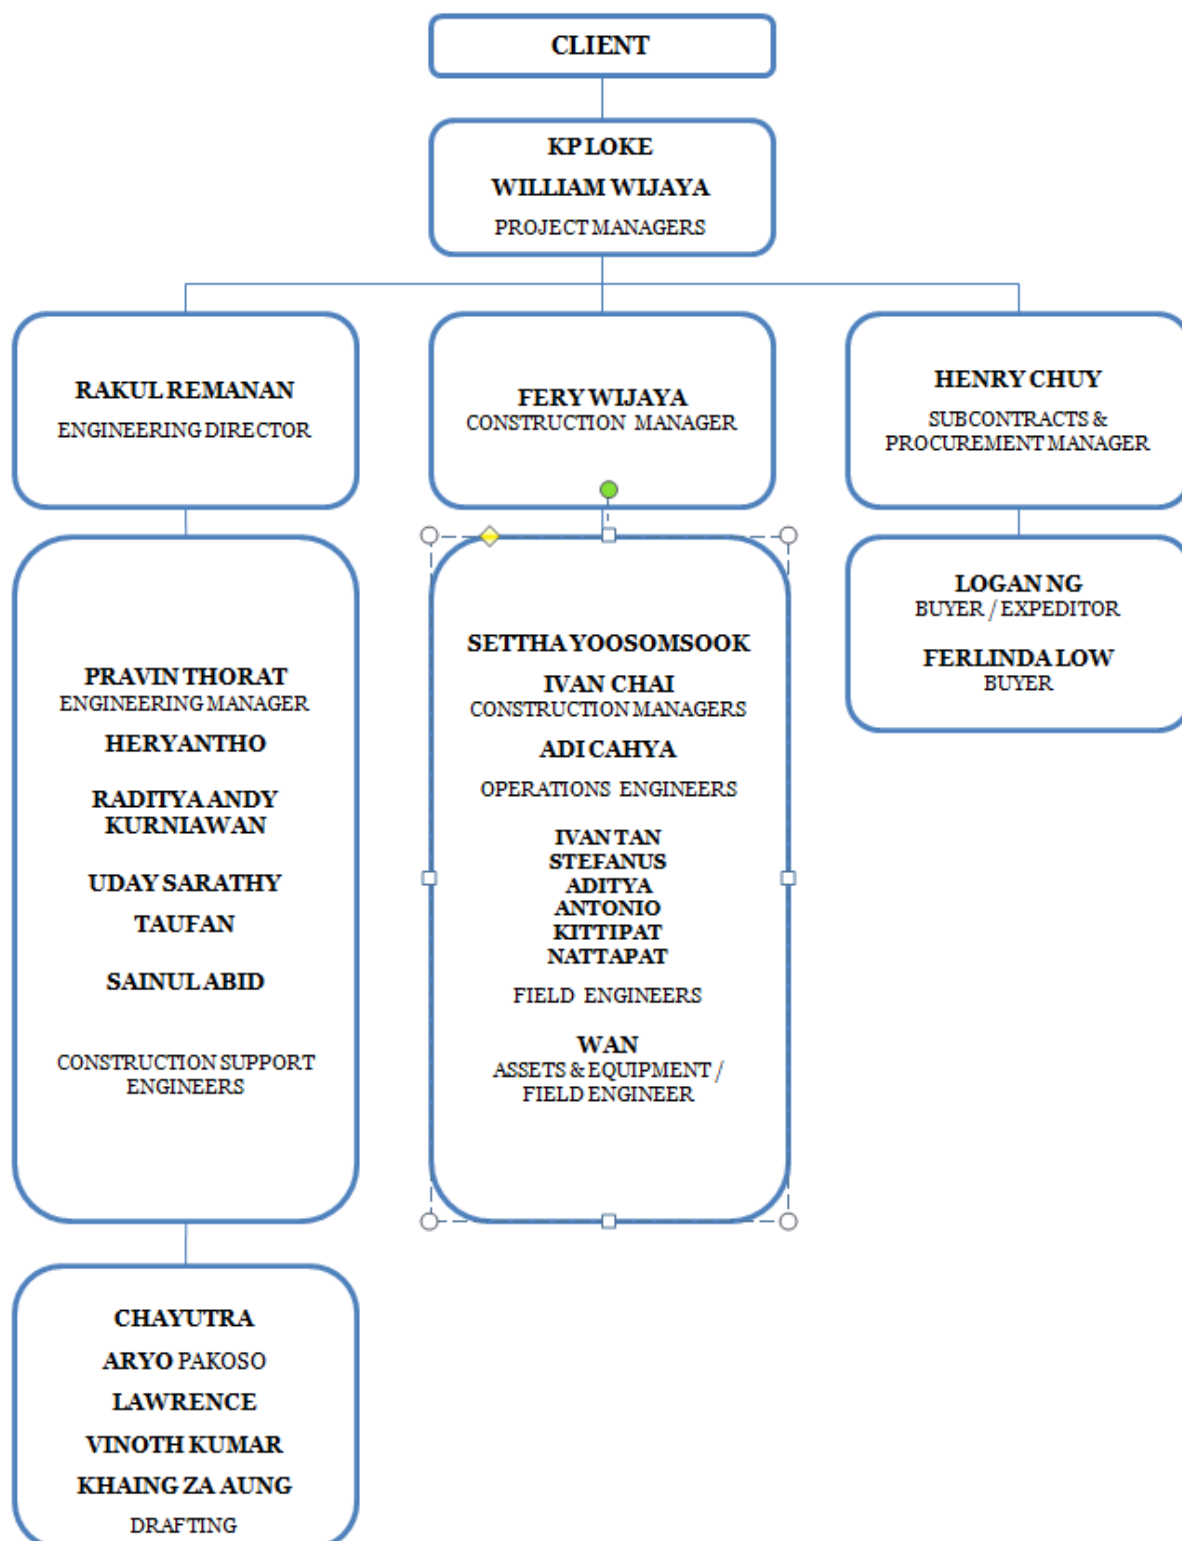 CLIENT
KP LOKE
WILLIAM WIJAYA
PROJECT MANAGERS
RAKUL REMANAN
ENGINEERING DIRECTOR
FERY WIJAYA
CONSTRUCTION MANAGER
HENRY CHUY
SUBCONTRACTS &
PROCUREMENT MANAGER
PRAVIN THORAT
ENGINEERING MANAGER
HERYANTHO
RADITYA ANDY
KURNIAWAN
UDAY SARATHY
TAUFAN
SAINUL ABID
CONSTRUCTION SUPPORT
ENGINEERS
SETTHA YOOSOMSOOK
IVAN CHAI
CONSTRUCTION MANAGERS
ADI CAHYA
OPERATIONS ENGINEERS
IVAN TAN
STEFANUS
ADITYA
ANTONIO
KITTIPAT
NATTAPAT
FIELD ENGINEERS
WAN
ASSETS & EQUIPMENT /
FIELD ENGINEER
LOGAN NG
BUYER / EXPEDITOR
FERLINDA LOW
BUYER
CHAYUTRA
ARYO PAKOSO
LAWRENCE
VINOTH KUMAR
KHAING ZA AUNG
DRAFTING